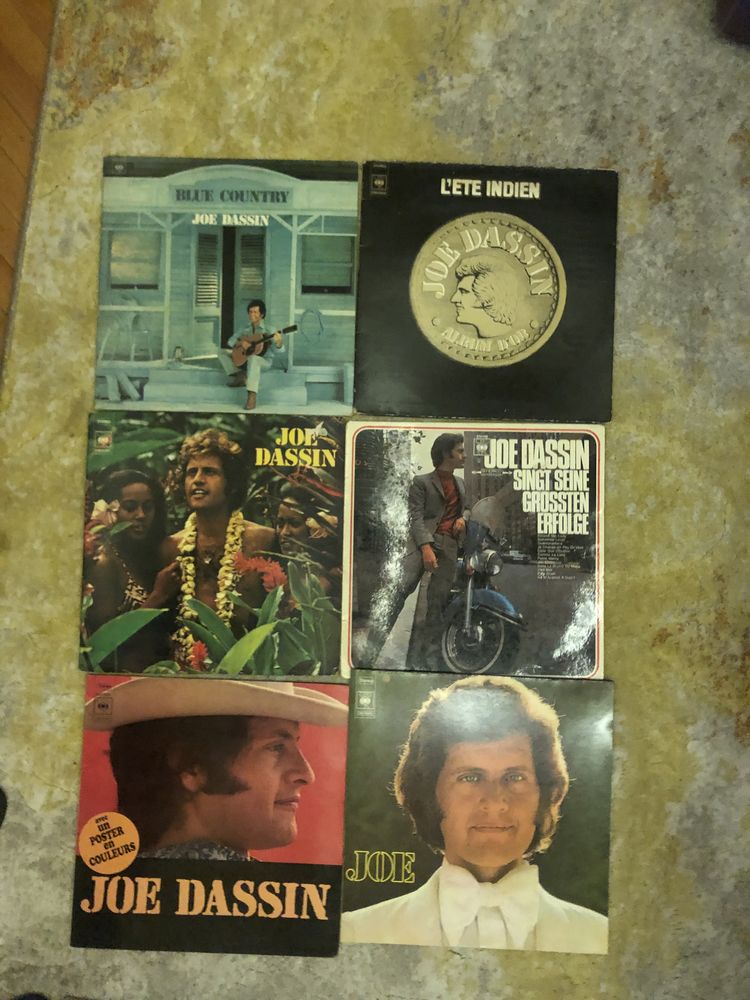 BLUE COUNTRY
JOE DASSIN
L'ETE INDIEN
JOE DASSIN
ALBUM D'OR
JOE
DASSIN
JOE DASSIN
SINGT SEINE
GROSSTEN
ERFOLGE
avec
un
POSTER
en
COULEURS
JOE DASSIN
JOE